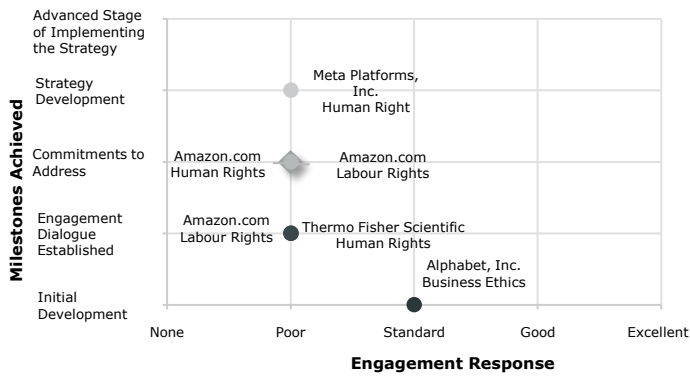 Advanced Stage
of Implementing
the Strategy
Strategy
Development
Meta Platforms,
Inc.
Human Right
Commitments to
Address
Amazon.com
Human Rights
Amazon.com
Labour Rights
Engagement
Dialogue
Established
Amazon.com
Labour Rights
Thermo Fisher Scientific
Human Rights
Alphabet, Inc.
Business Ethics
Initial
Development
None
Poor
Standard
Good
Excellent
Milestones Achieved
Engagement Response